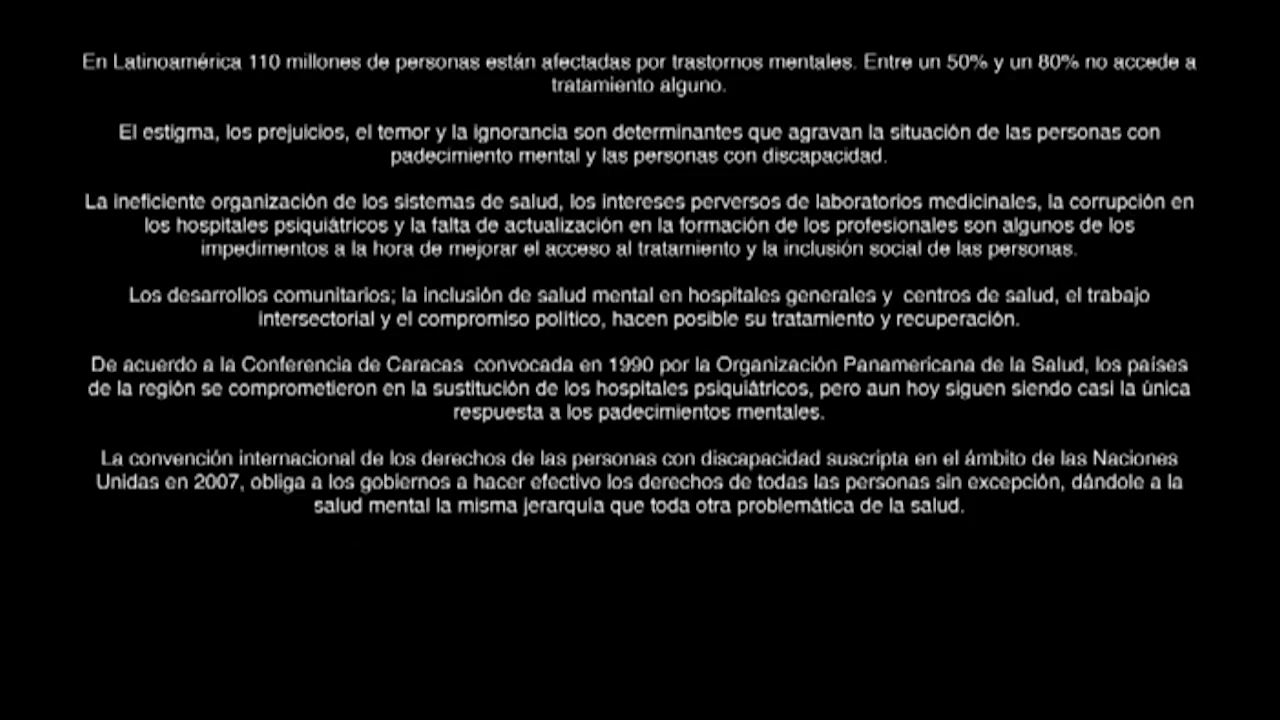 En Latinoamérica 110 millones de personas están afectadas por trastornos mentales. Entre un 50% y un 80% no accede a
tratamiento alguno.
El estigma, los prejuicios, el temor y la ignorancia son determinantes que agravan la situación de las personas con
padecimiento mental y las personas con discapacidad.
La ineficiente organización de los sistemas de salud, los intereses perversos de laboratorios medicinales, la corrupción en
los hospitales psiquiátricos y la falta de actualización en la formación de los profesionales son algunos de los
impedimentos a la hora de mejorar el acceso al tratamiento y la inclusión social de las personas.
Los desarrollos comunitarios; la inclusión de salud mental en hospitales generales y  centros de salud, el trabajo
intersectorial y el compromiso político, hacen posible su tratamiento y recuperación.
De acuerdo a la Conferencia de Caracas  convocada en 1990 por la Organización Panamericana de la Salud, los países
de la región se comprometieron en la sustitución de los hospitales psiquiátricos, pero aun hoy siguen siendo casi la única
respuesta a los padecimientos mentales.
La convención internacional de los derechos de las personas con discapacidad suscripta en el ámbito de las Naciones
Unidas en 2007, obliga a los gobiernos a hacer efectivo los derechos de todas las personas sin excepción, dándole a la
salud mental la misma jerarquía que toda otra problemática de la salud.